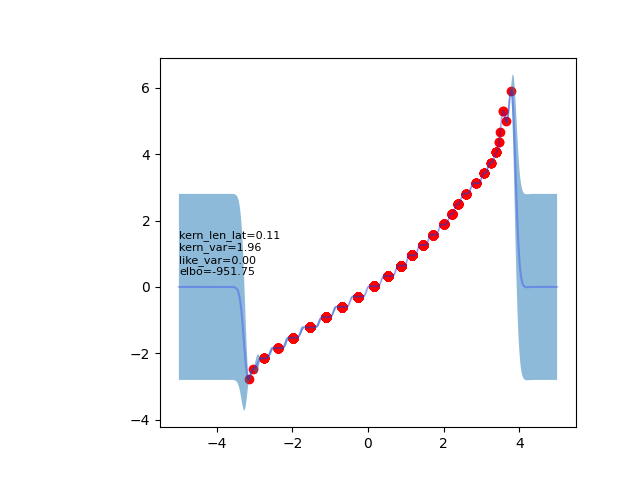 6
4
2
0
−2
−4
kern_len_lat=0.11
kern_var=1.96
like_var=0.00
elbo=-951.75
−4 −2 0 2 4